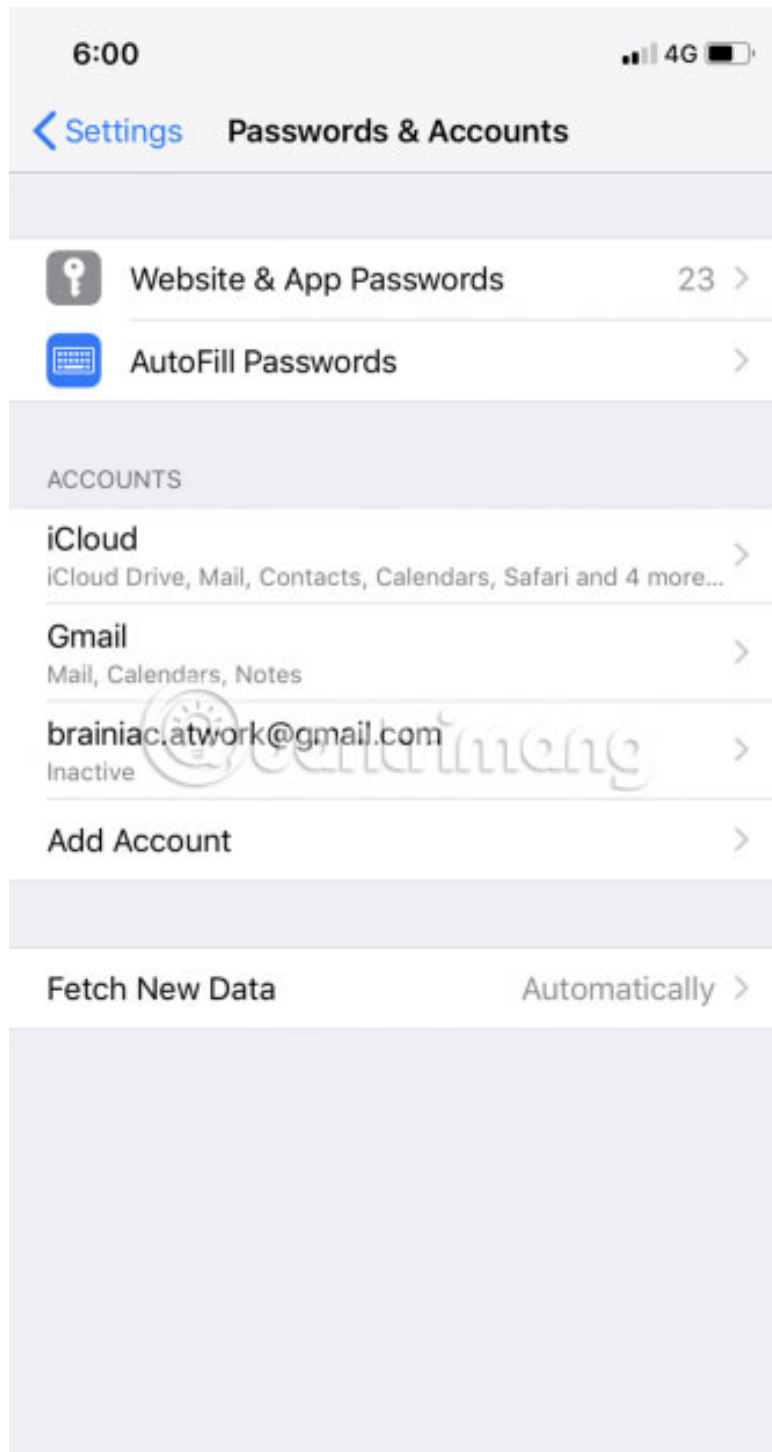 6:00
4G
Settings
Passwords & Accounts
Website & App Passwords 23
AutoFill Passwords
ACCOUNTS
iCloud
iCloud Drive, Mail, Contacts, Calendars, Safari and 4 more...
Gmail
Mail, Calendars, Notes
brainiac.atwork@gmail.com
Inactive
Add Account
Fetch New Data Automatically